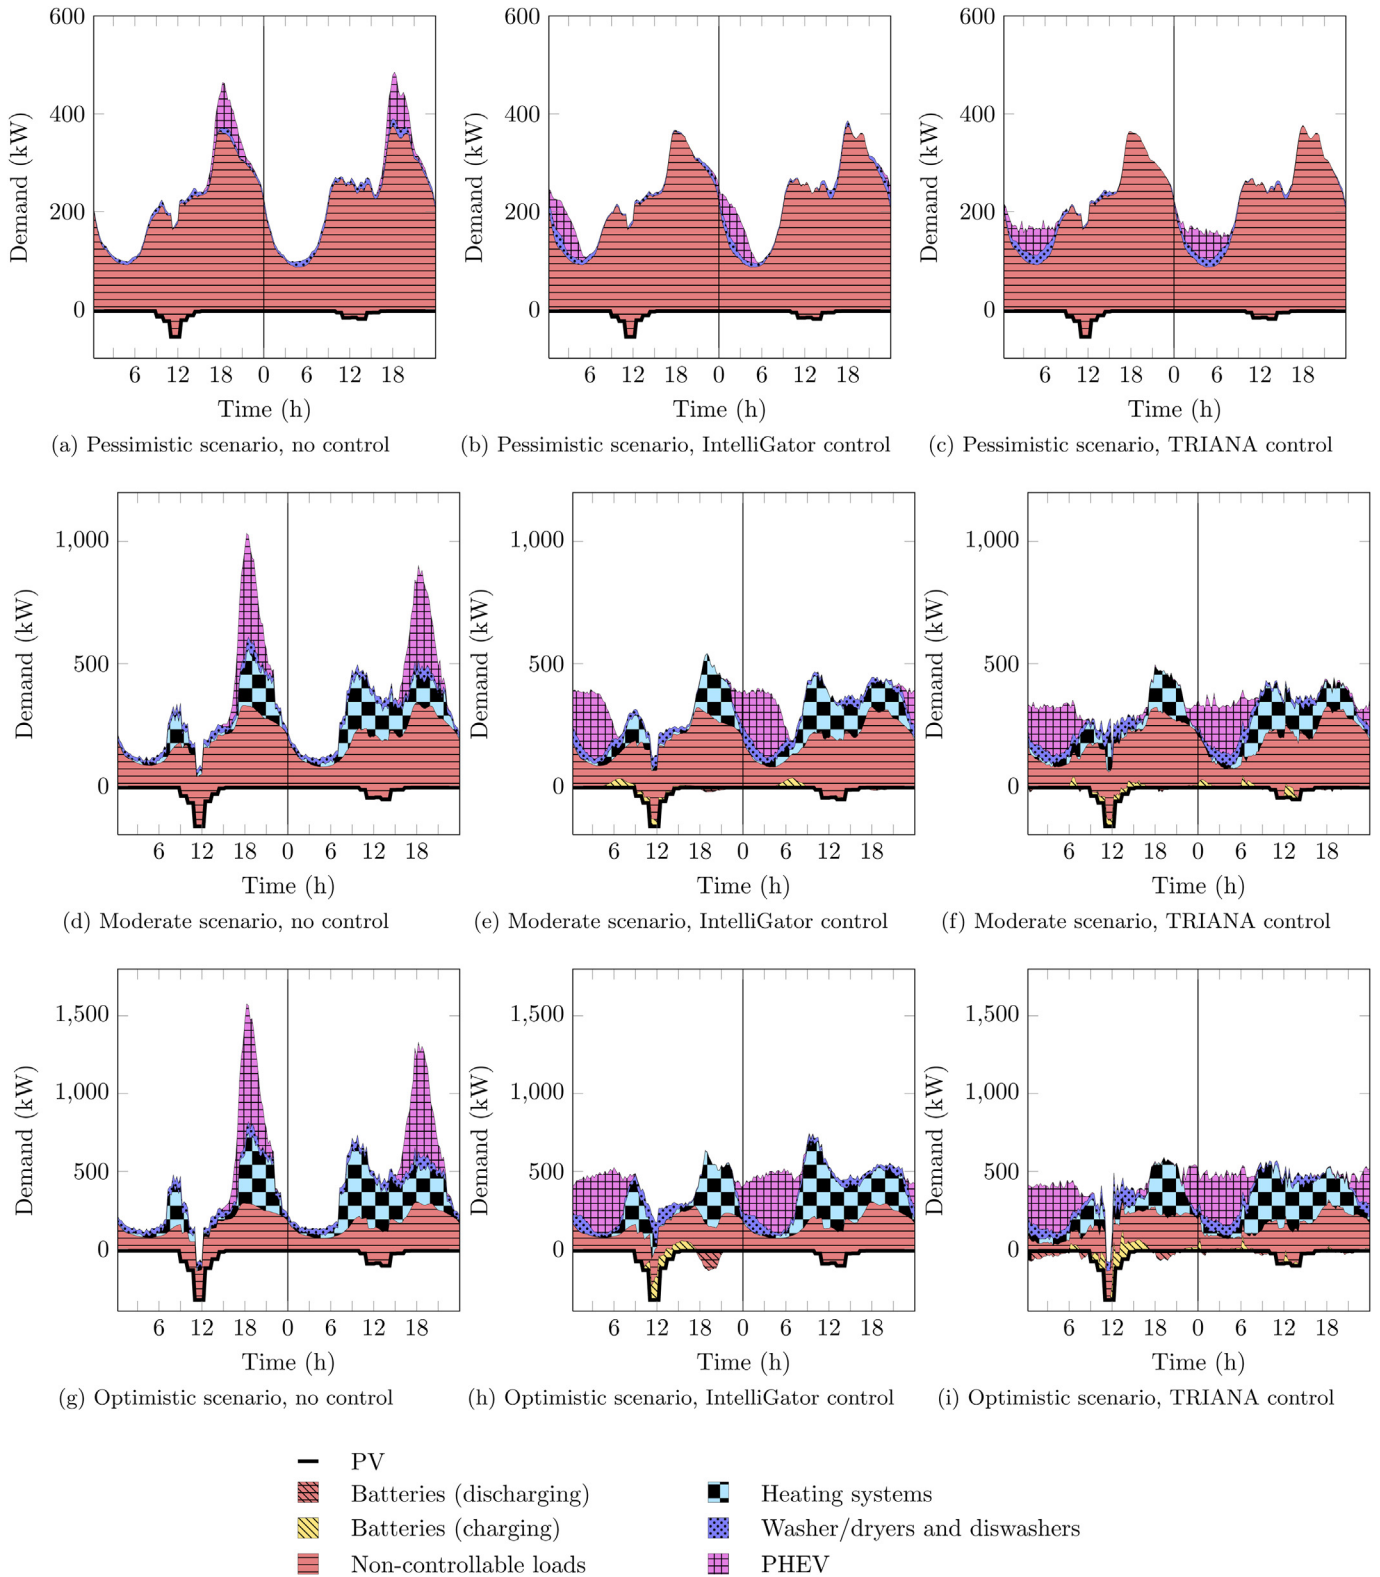 600
400
200
0
Demand (kW)
6 12 18 0 6 12 18
Time (h)
(a) Pessimistic scenario, no control
600
400
200
0
Demand (kW)
6 12 18 0 6 12 18
Time (h)
(b) Pessimistic scenario, IntelliGator control
600
400
200
0
Demand (kW)
6 12 18 0 6 12 18
Time (h)
(c) Pessimistic scenario, TRIANA control
1,000
500
0
Demand (kW)
6 12 18 0 6 12 18
Time (h)
(d) Moderate scenario, no control
1,000
500
0
Demand (kW)
6 12 18 0 6 12 18
Time (h)
(e) Moderate scenario, IntelliGator control
1,000
500
0
Demand (kW)
6 12 18 0 6 12 18
Time (h)
(f) Moderate scenario, TRIANA control
1,500
1,000
500
0
Demand (kW)
6 12 18 0 6 12 18
Time (h)
(g) Optimistic scenario, no control
1,500
1,000
500
0
Demand (kW)
6 12 18 0 6 12 18
Time (h)
(h) Optimistic scenario, IntelliGator control
1,500
1,000
500
0
Demand (kW)
6 12 18 0 6 12 18
Time (h)
(i) Optimistic scenario, TRIANA control
PV
Batteries (discharging)
Batteries (charging)
Non-controllable loads
Heating systems
Washer/dryers and diswashers
PHEV